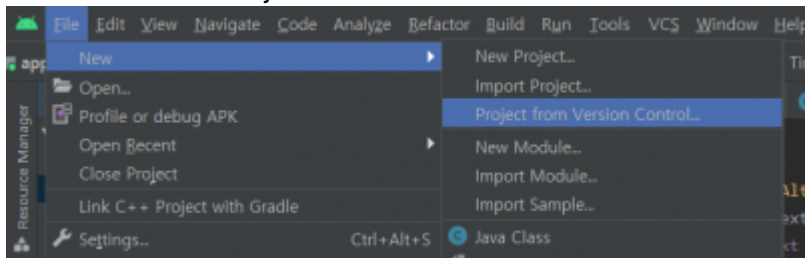 File Edit View Navigate Code Analyze Refactor Build Run Tools VCS Window Help
app
New
Open...
Profile or debug APK
Open Recent
Close Project
Link C++ Project with Gradle
Settings... Ctrl+Alt+S
New Project...
Import Project...
Project from Version Control...
New Module...
Import Module...
Import Sample...
Java Class
Resource Manager